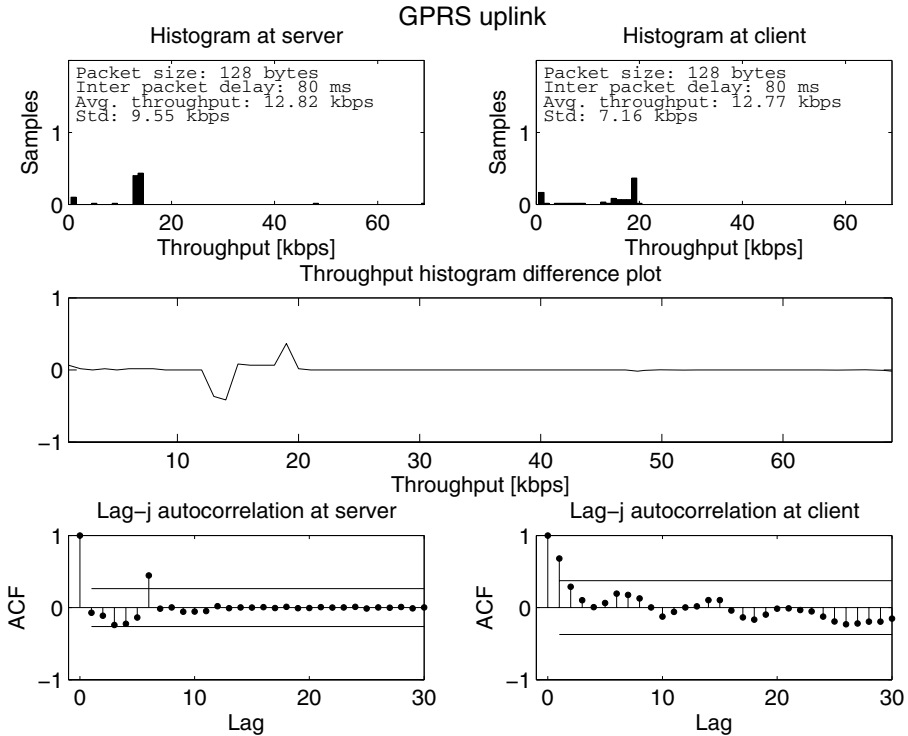 GPRS uplink
Histogram at server
Packet size: 128 bytes
Inter packet delay: 80 ms
Avg. throughput: 12.82 kbps
Std: 9.55 kbps
Samples
1
0
0 20 40 60
Throughput [kbps]
Histogram at client
Packet size: 128 bytes
Inter packet delay: 80 ms
Avg. throughput: 12.77 kbps
Std: 7.16 kbps
Samples
1
0
0 20 40 60
Throughput [kbps]
Throughput histogram difference plot
1
0
−1
10 20 30 40 50 60
Throughput [kbps]
Lag−j autocorrelation at server
1
0
−1
ACF
0 10 20 30
Lag
Lag−j autocorrelation at client
1
0
−1
ACF
0 10 20 30
Lag